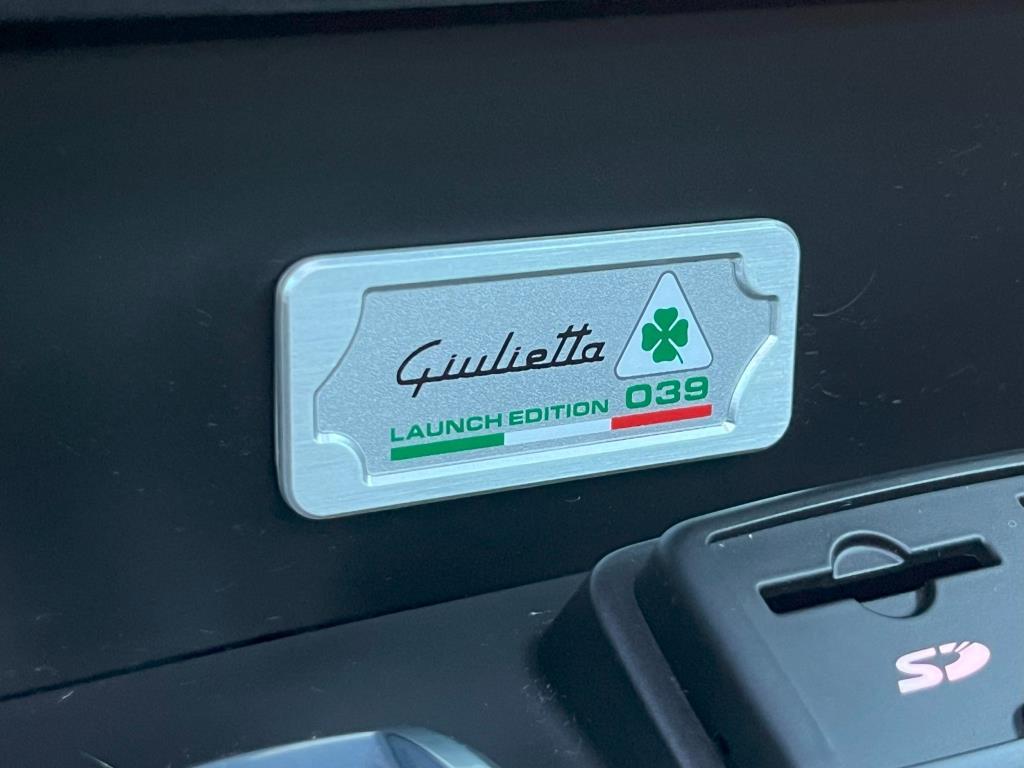 Giulietta
LAUNCH EDITION 039
SD